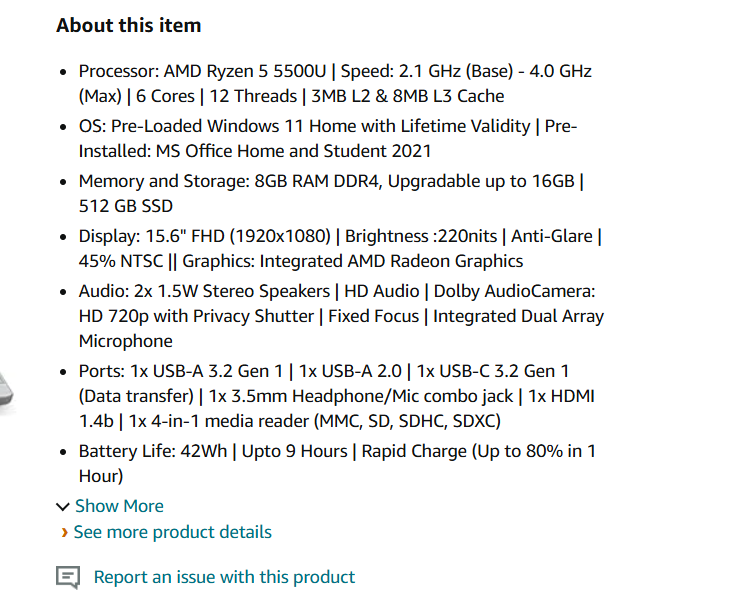 About this item
• Processor: AMD Ryzen 5 5500U | Speed: 2.1 GHz (Base) - 4.0 GHz
(Max) | 6 Cores | 12 Threads | 3MB L2 & 8MB L3 Cache
• OS: Pre-Loaded Windows 11 Home with Lifetime Validity | Pre-
Installed: MS Office Home and Student 2021
• Memory and Storage: 8GB RAM DDR4, Upgradable up to 16GB |
512 GB SSD
• Display: 15.6" FHD (1920x1080) | Brightness :220nits | Anti-Glare |
45% NTSC || Graphics: Integrated AMD Radeon Graphics
• Audio: 2x 1.5W Stereo Speakers | HD Audio | Dolby AudioCamera:
HD 720p with Privacy Shutter | Fixed Focus | Integrated Dual Array
Microphone
• Ports: 1x USB-A 3.2 Gen 1 | 1x USB-A 2.0 | 1x USB-C 3.2 Gen 1
(Data transfer) | 1x 3.5mm Headphone/Mic combo jack | 1x HDMI
1.4b | 1x 4-in-1 media reader (MMC, SD, SDHC, SDXC)
• Battery Life: 42Wh | Upto 9 Hours | Rapid Charge (Up to 80% in 1
Hour)
Show More
› See more product details
Report an issue with this product